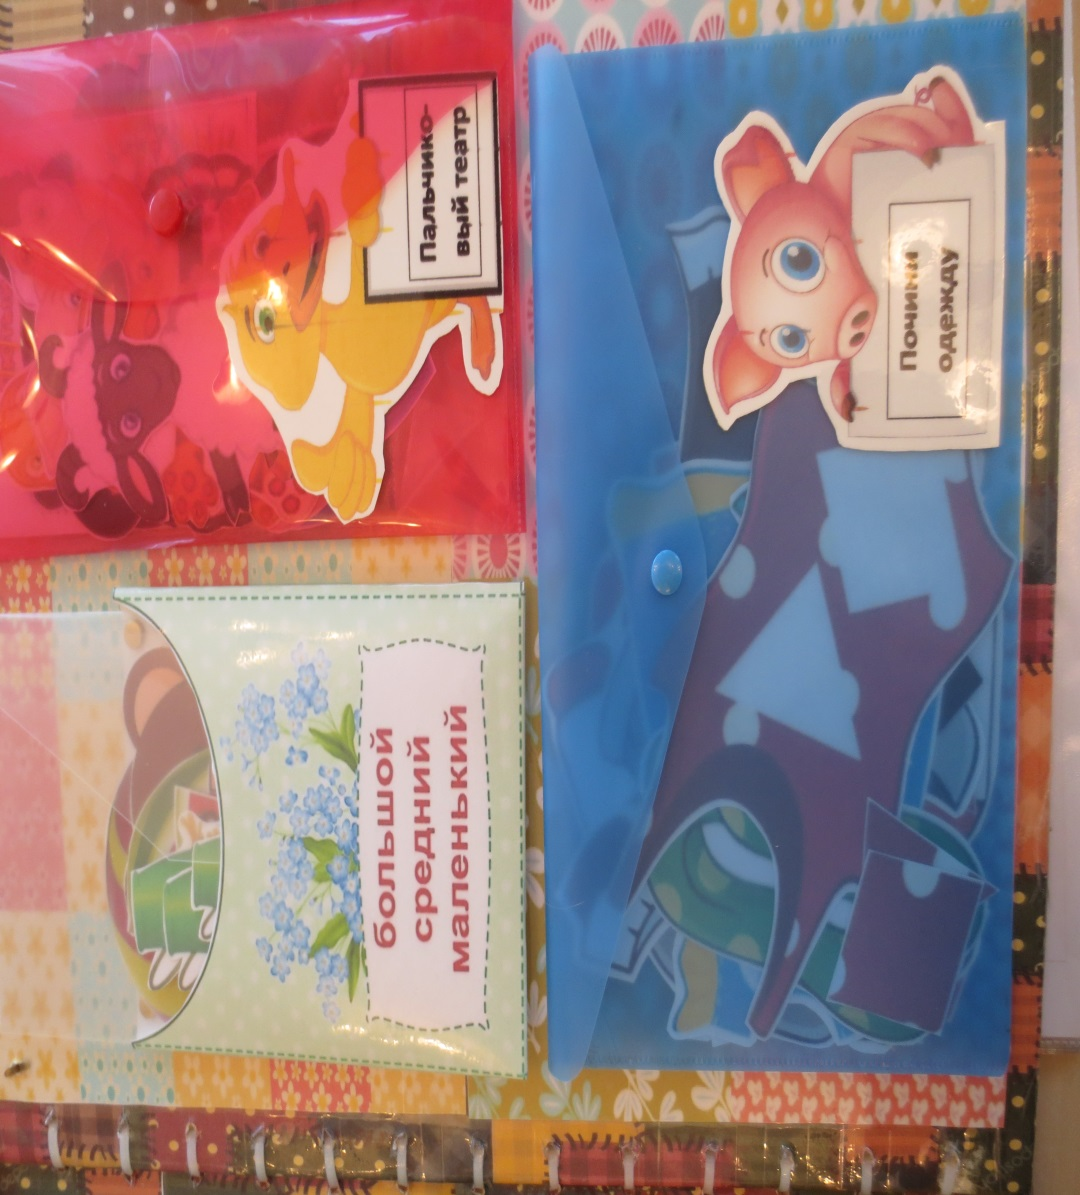 Пальчико-
вый театр
Почини
одежду
большой
средний
маленький